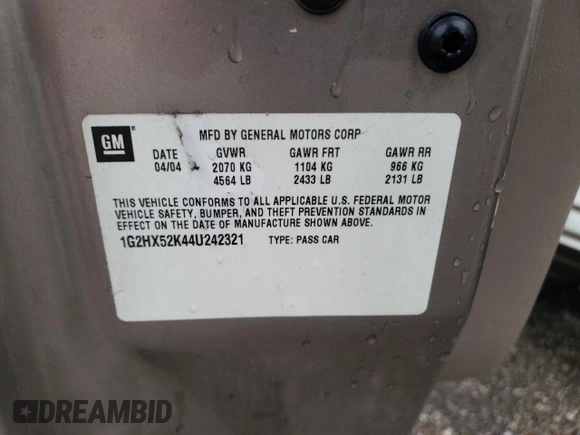 GM
MFD BY GENERAL MOTORS CORP
DATE GVWR GAWR FRT GAWR RR
04/04 2070 KG 1104 KG 966 KG
4564 LB 2433 LB 2131 LB
THIS VEHICLE CONFORMS TO ALL APPLICABLE U.S. FEDERAL MOTOR
VEHICLE SAFETY, BUMPER, AND THEFT PREVENTION STANDARDS IN
EFFECT ON THE DATE OF MANUFACTURE SHOWN ABOVE.
1G2HX52K44U242321 TYPE: PASS CAR
DREAMBID